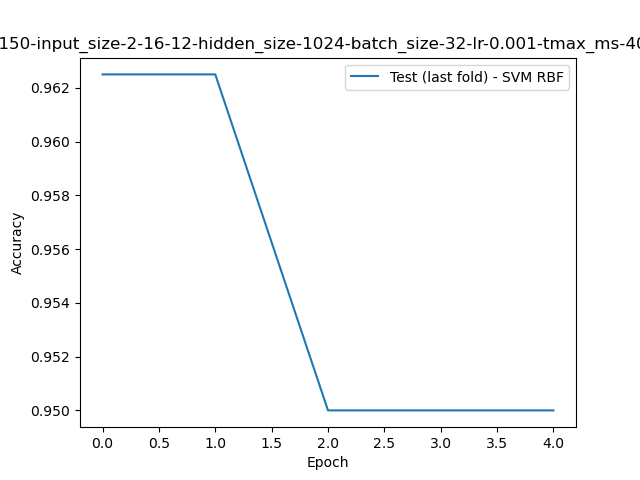 150-input_size-2-16-12-hidden_size-1024-batch_size-32-lr-0.001-tmax_ms-40
Test (last fold) - SVM RBF
0.962
0.960
0.958
0.956
0.954
0.952
0.950
Accuracy
0.0 0.5 1.0 1.5 2.0 2.5 3.0 3.5 4.0
Epoch